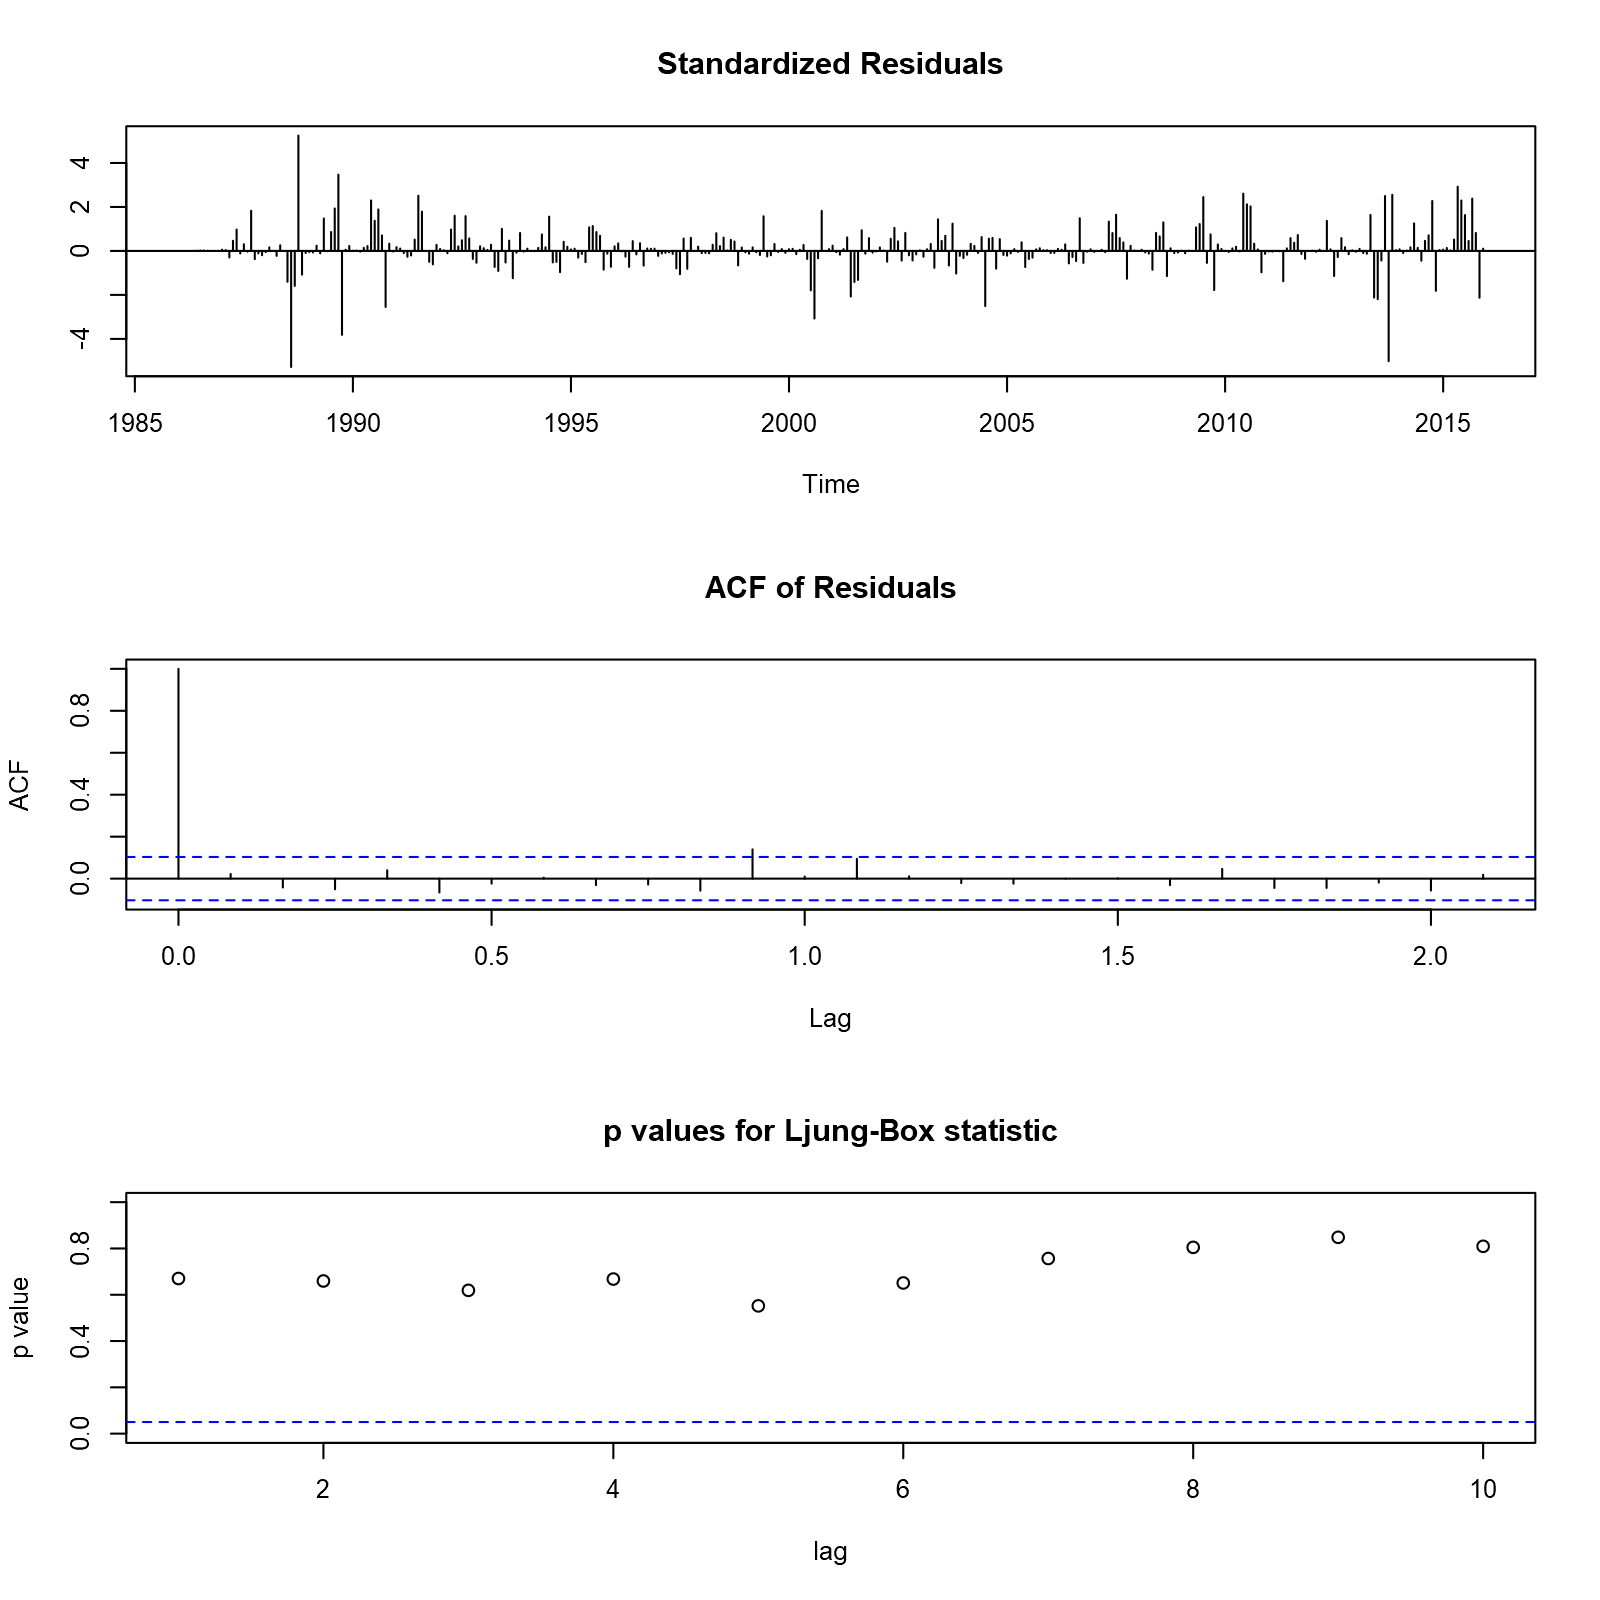 Standardized Residuals
4
2
0
-4
1985 1990 1995 2000 2005 2010 2015
Time
ACF of Residuals
ACF
0.8
0.4
0.0
0.0 0.5 1.0 1.5 2.0
Lag
p values for Ljung-Box statistic
p value
0.8
0.4
0.0
2 4 6 8 10
lag